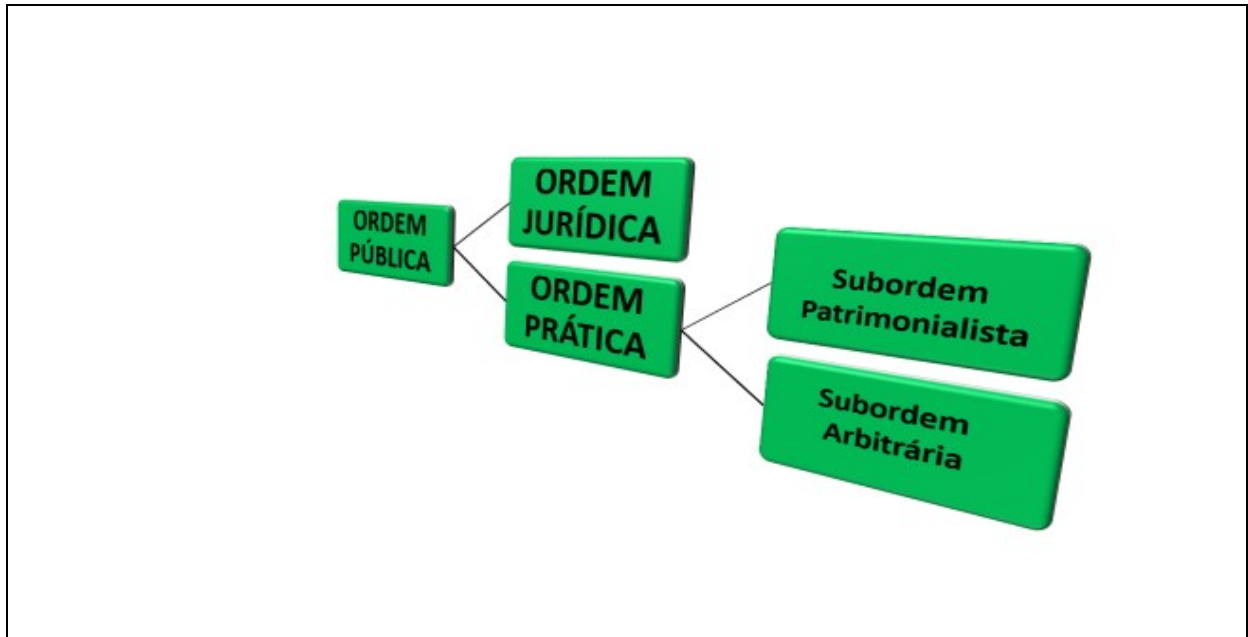 ORDEM
PÚBLICA
ORDEM
JURÍDICA
ORDEM
PRÁTICA
Subordem
Patrimonialista
Subordem
Arbitrária